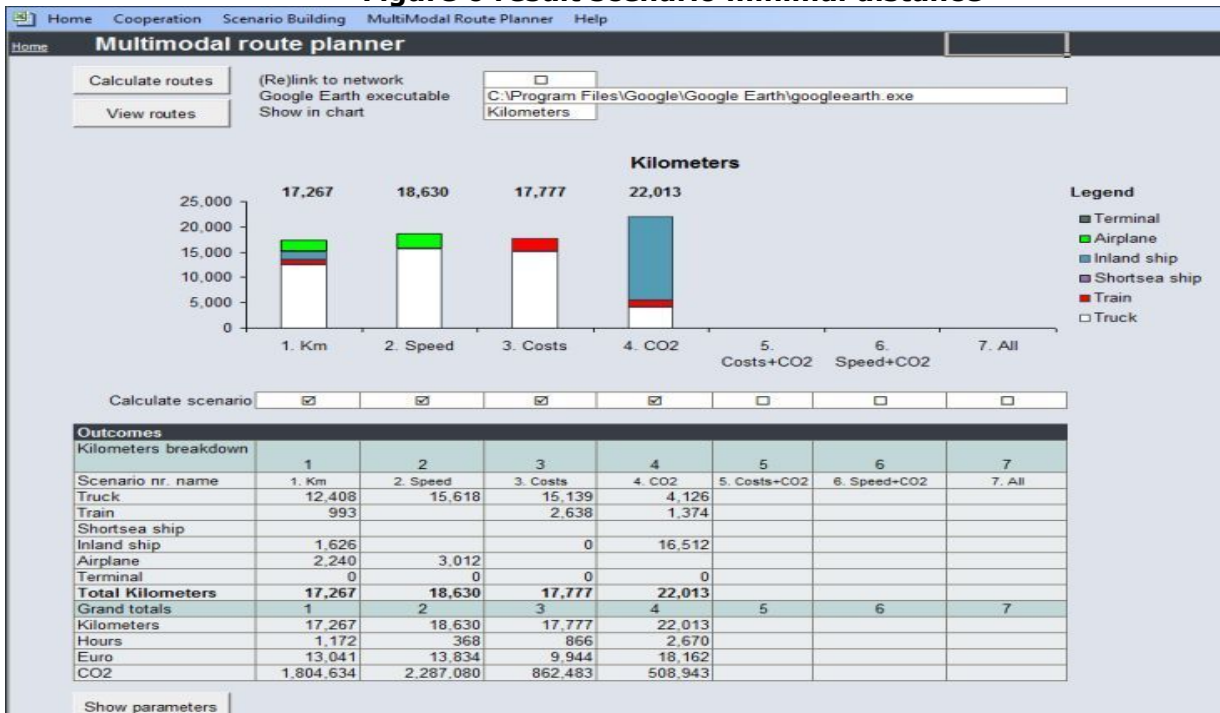 Figure 6 result scenario minimal distance
Home Cooperation Scenario Building MultiModal Route Planner Help
Home Multimodal route planner
Calculate routes (Re)link to network
Google Earth executable C:\Program Files\Google\Google Earth\googleearth.exe
View routes Show in chart Kilometers
Kilometers
17,267 18,630 17,777 22,013
25,000
20,000
15,000
10,000
5,000
0
1. Km 2. Speed 3. Costs 4. CO2 5. Costs+CO2 6. Speed+CO2 7. All
Legend
Terminal
Airplane
Inland ship
Shortsea ship
Train
Truck
Calculate scenario
Outcomes
Kilometers breakdown 1 2 3 4 5 6 7
Scenario nr. name 1. Km 2. Speed 3. Costs 4. CO2 5. Costs+CO2 6. Speed+CO2 7. All
Truck 12,408 15,618 15,139 4,126
Train 993 2,638 1,374
Shortsea ship
Inland ship 1,626 0 16,512
Airplane 2,240 3,012
Terminal 0 0 0 0
Total Kilometers 17,267 18,630 17,777 22,013
Grand totals 1 2 3 4 5 6 7
Kilometers 17,267 18,630 17,777 22,013
Hours 1,172 368 866 2,670
Euro 13,041 13,834 9,944 18,162
CO2 1,804,634 2,287,080 862,483 508,943
Show parameters